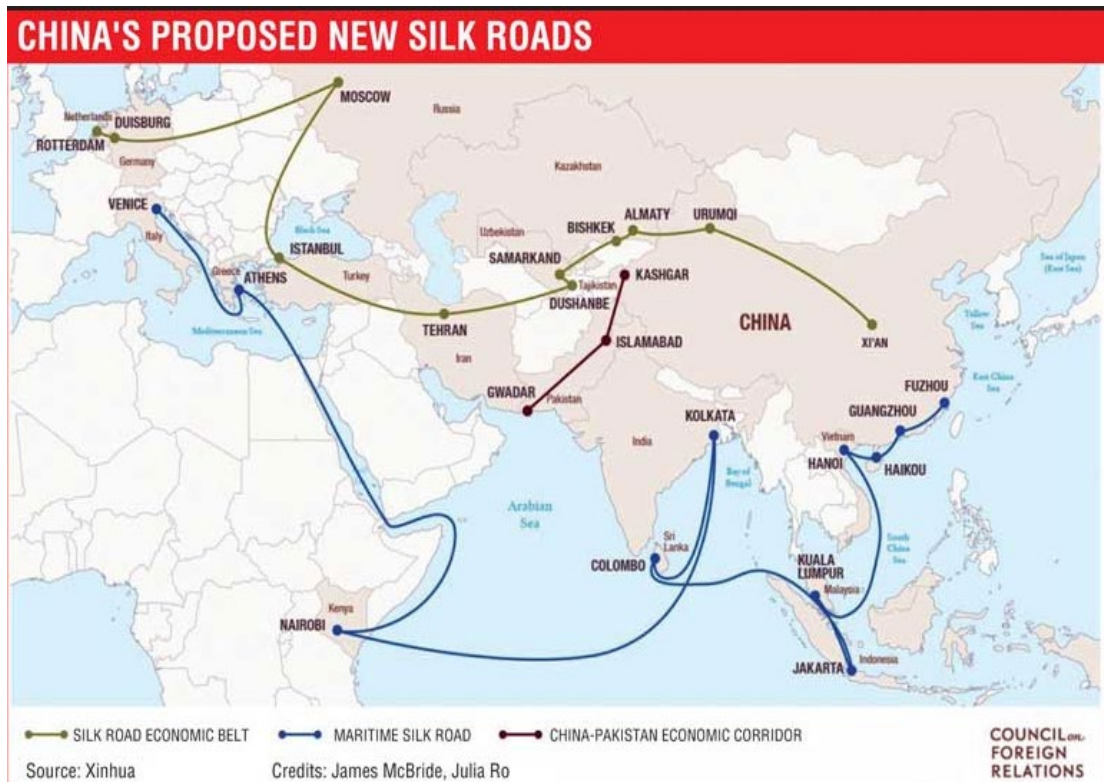 CHINA'S PROPOSED NEW SILK ROADS
MOSCOW
Netherlands
DUISBURG
Russia
ROTTERDAM
Germany
Kazakhstan
VENICE
ALMATY
URUMQI
BISHKEK
Black Sea
Uzbekistan
Italy
ISTANBUL
SAMARKAND
Sea of Japan
(East Sea)
Greece
ATHENS
Turkey
Tajikistan
KASHGAR
DUSHANBE
Yellow
Sea
CHINA
Mediterranean Sea
TEHRAN
XI'AN
ISLAMABAD
Iran
East China
Sea
FUZHOU
GWADAR
Pakistan
GUANGZHOU
KOLKATA
Vietnam
India
HANOI
HAIKOU
Bay of
Bengal
Arabian
Sea
Sri
Lanka
South
China
Sea
COLOMBO
KUALA
LUMPUR
Malaysia
Kenya
NAIROBI
JAKARTA
Indonesia
SILK ROAD ECONOMIC BELT
MARITIME SILK ROAD
CHINA-PAKISTAN ECONOMIC CORRIDOR
COUNCIL on
FOREIGN
RELATIONS
Source: Xinhua
Credits: James McBride, Julia Ro